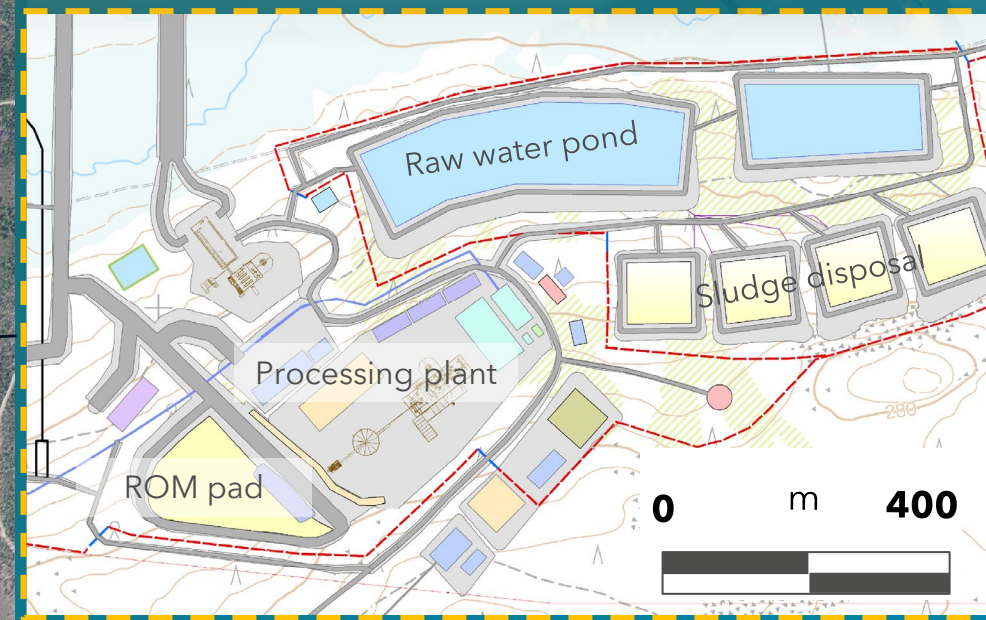 Raw water pond
Sludge disposal
Processing plant
280
ROM pad
0 m 400